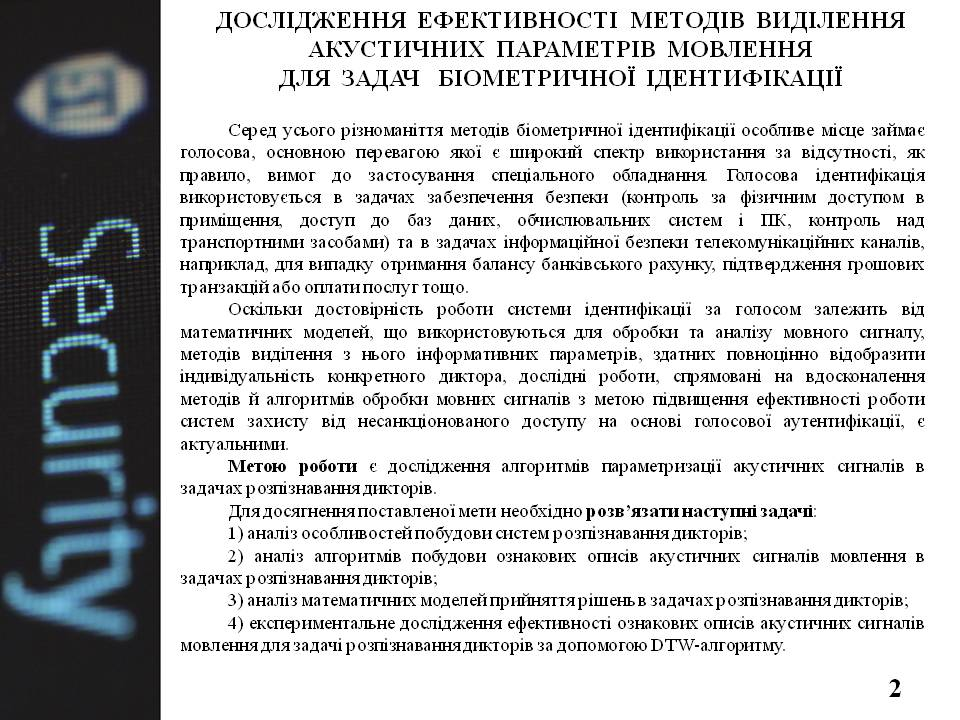 ДОСЛІДЖЕННЯ ЕФЕКТИВНОСТІ МЕТОДІВ ВИДІЛЕННЯ
АКУСТИЧНИХ ПАРАМЕТРІВ МОВЛЕННЯ
ДЛЯ ЗАДАЧ БІОМЕТРИЧНОЇ ІДЕНТИФІКАЦІЇ
Серед усього різноманіття методів біометричної ідентифікації особливе місце займає
голосова, основною перевагою якої є широкий спектр використання за відсутності, як
правило, вимог до застосування спеціального обладнання. Голосова ідентифікація
використовується в задачах забезпечення безпеки (контроль за фізичним доступом в
приміщення, доступ до баз даних, обчислювальних систем і ПК, контроль над
транспортними засобами) та в задачах інформаційної безпеки телекомунікаційних каналів,
наприклад, для випадку отримання балансу банківського рахунку, підтвердження грошових
транзакцій або оплати послуг тощо.
Оскільки достовірність роботи системи ідентифікації за голосом залежить від
математичних моделей, що використовуються для обробки та аналізу мовного сигналу,
методів виділення з нього інформативних параметрів, здатних повноцінно відобразити
індивідуальність конкретного диктора, дослідні роботи, спрямовані на вдосконалення
методів й алгоритмів обробки мовних сигналів з метою підвищення ефективності роботи
систем захисту від несанкціонованого доступу на основі голосової аутентифікації, є
актуальними.
Метою роботи є дослідження алгоритмів параметризації акустичних сигналів в
задачах розпізнавання дикторів.
Для досягнення поставленої мети необхідно розв’язати наступні задачі:
1) аналіз особливостей побудови систем розпізнавання дикторів;
2) аналіз алгоритмів побудови ознакових описів акустичних сигналів мовлення в
задачах розпізнавання дикторів;
3) аналіз математичних моделей прийняття рішень в задачах розпізнавання дикторів;
4) експериментальне дослідження ефективності ознакових описів акустичних сигналів
мовлення для задачі розпізнавання дикторів за допомогою DTW-алгоритму.
2
Security